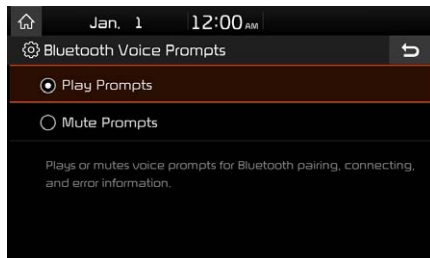 Jan. 1 12:00 AM
Bluetooth Voice Prompts
Play Prompts
Mute Prompts
Plays or mutes voice prompts for Bluetooth pairing, connecting,
and error information.